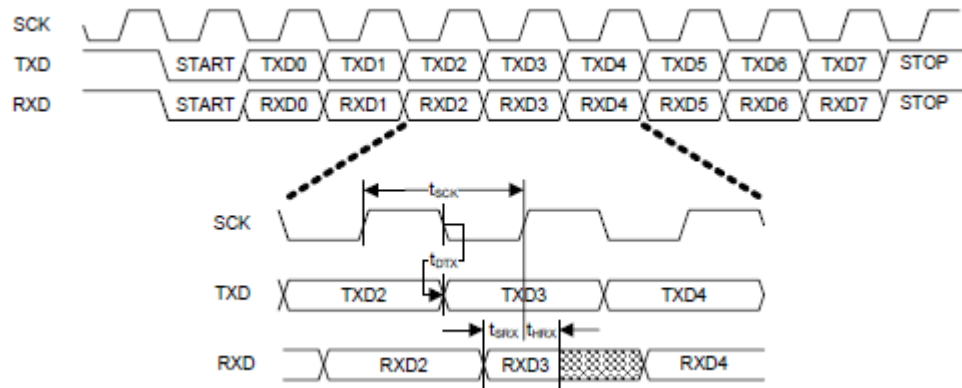 SCK
TXD START TXD0 TXD1 TXD2 TXD3 TXD4 TXD5 TXD6 TXD7 STOP
RXD START RXD0 RXD1 RXD2 RXD3 RXD4 RXD5 RXD6 RXD7 STOP
tSCK
SCK
tDTX
TXD TXD2 TXD3 TXD4
tSRX tHRX
RXD RXD2 RXD3 RXD4